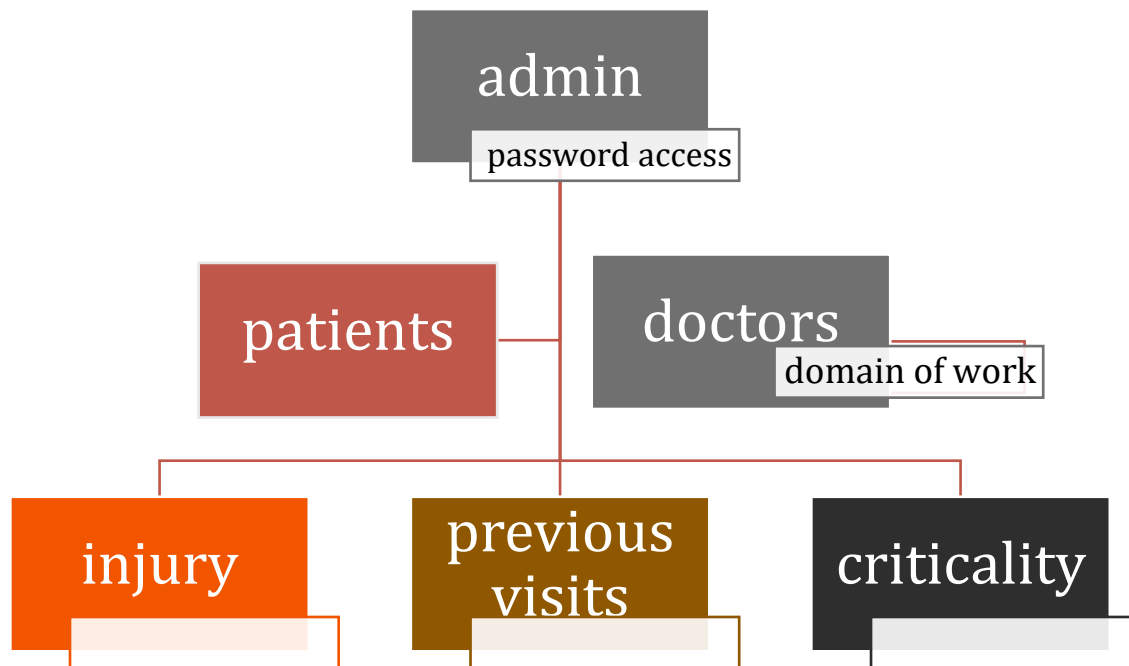 admin
password access
patients
doctors
domain of work
injury
previous
visits
criticality